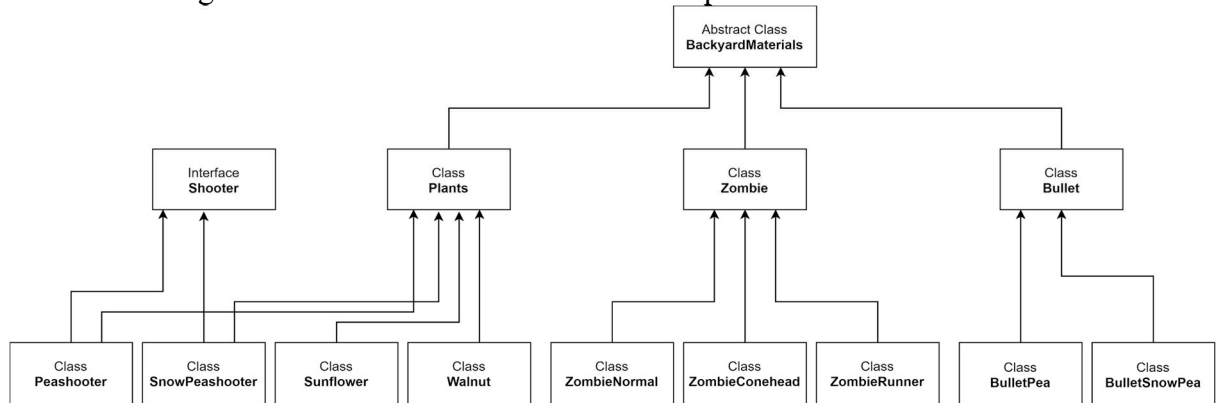 Abstract Class
BackyardMaterials
Interface
Shooter
Class
Plants
Class
Zombie
Class
Bullet
Class
Peashooter
Class
SnowPeashooter
Class
Sunflower
Class
Walnut
Class
ZombieNormal
Class
ZombieConehead
Class
ZombieRunner
Class
BulletPea
Class
BulletSnowPea